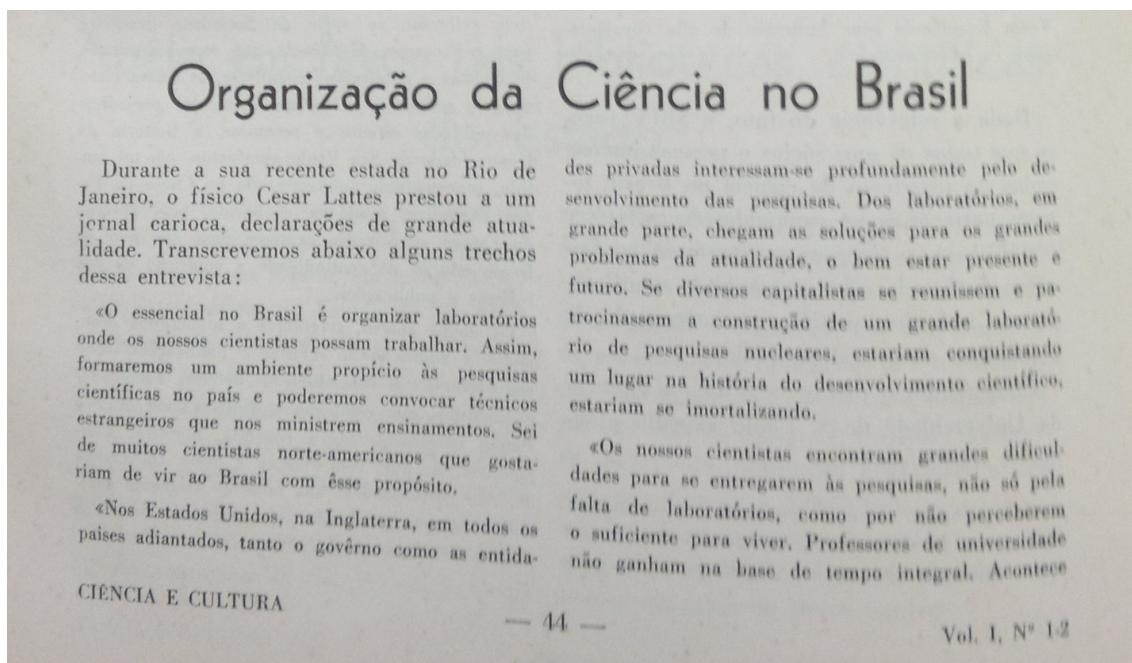 Organização da Ciência no Brasil
Durante a sua recente estada no Rio de
Janeiro, o físico Cesar Lattes prestou a um
jornal carioca, declarações de grande atua-
lidade. Transcrevemos abaixo alguns trechos
dessa entrevista:
«O essencial no Brasil é organizar laboratórios
onde os nossos cientistas possam trabalhar. Assim,
formaremos um ambiente propício às pesquisas
científicas no país e poderemos convocar técnicos
estrangeiros que nos ministrem ensinamentos. Sei
de muitos cientistas norte-americanos que gosta-
riam de vir ao Brasil com êsse propósito.
«Nos Estados Unidos, na Inglaterra, em todos os
paises adiantados, tanto o govêrno como as entida-
des privadas interessam-se profundamente pelo de-
senvolvimento das pesquisas. Dos laboratórios, em
grande parte, chegam as soluções para os grandes
problemas da atualidade, o bem estar presente e
futuro. Se diversos capitalistas se reunissem e pa-
trocinassem a construção de um grande laborató-
rio de pesquisas nucleares, estariam conquistando
um lugar na história do desenvolvimento científico,
estariam se imortalizando.
«Os nossos cientistas encontram grandes dificul-
dades para se entregarem às pesquisas, não só pela
falta de laboratórios, como por não perceberem
o suficiente para viver. Professores de universidade
não ganham na base de tempo integral. Acontece
CIÊNCIA E CULTURA
— 44 —
Vol. I, Nº 1-2